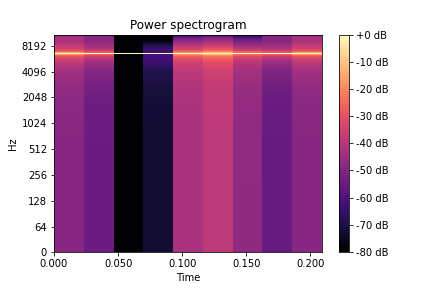 Power spectrogram
Hz
8192
4096
2048
1024
512
256
128
64
0
0.000 0.050 0.100 0.150 0.200
Time
+0 dB
-10 dB
-20 dB
-30 dB
-40 dB
-50 dB
-60 dB
-70 dB
-80 dB